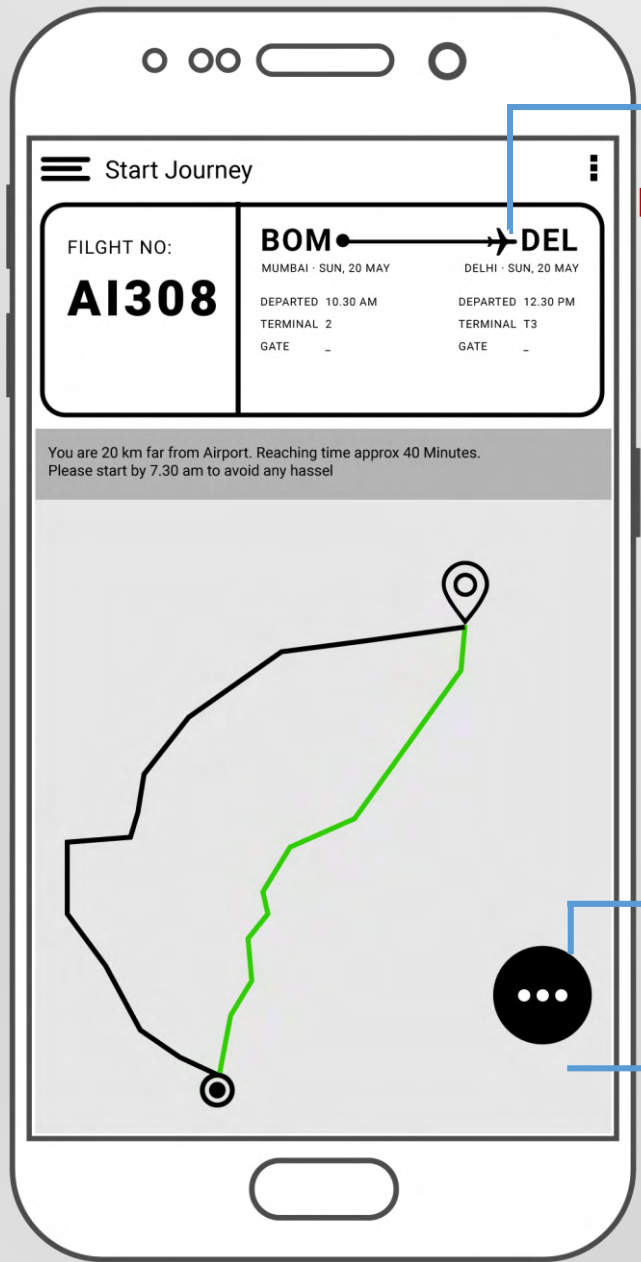 Start Journey
FILGHT NO:
AI308
BOM DEL
MUMBAI · SUN, 20 MAY DELHI · SUN, 20 MAY
DEPARTED 10.30 AM DEPARTED 12.30 PM
TERMINAL 2 TERMINAL T3
GATE _ GATE _
You are 20 km far from Airport. Reaching time approx 40 Minutes.
Please start by 7.30 am to avoid any hassel